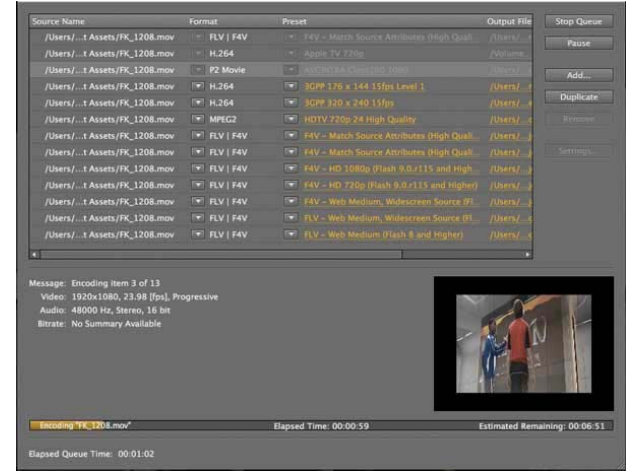 Source Name Format Preset Output File Stop Queue
/Users/...t Assets/FK_1208.mov FLV | F4V F4V – Match Source Attributes (High Quali...
Pause
/Users/...t Assets/FK_1208.mov H.264 Apple TV 720p /Volume...
/Users/...t Assets/FK_1208.mov P2 Movie
Add...
/Users/...t Assets/FK_1208.mov H.264 3GPP 176 x 144 15fps Level 1 /Users/...
Duplicate
/Users/...t Assets/FK_1208.mov H.264 3GPP 320 x 240 15fps /Users/...
/Users/...t Assets/FK_1208.mov MPEG2 HDTV 720p 24 High Quality /Users/...
Remove
/Users/...t Assets/FK_1208.mov FLV | F4V F4V – Match Source Attributes (High Quali... /Users/...
/Users/...t Assets/FK_1208.mov FLV | F4V F4V – Match Source Attributes (High Quali... /Users/...
Settings...
/Users/...t Assets/FK_1208.mov FLV | F4V F4V – HD 1080p (Flash 9.0.r115 and High... /Users/...
/Users/...t Assets/FK_1208.mov FLV | F4V F4V – HD 720p (Flash 9.0.r115 and Higher) /Users/...
/Users/...t Assets/FK_1208.mov FLV | F4V F4V – Web Medium, Widescreen Source (Fl... /Users/...
/Users/...t Assets/FK_1208.mov FLV | F4V FLV – Web Medium, Widescreen Source (Fl... /Users/...
/Users/...t Assets/FK_1208.mov FLV | F4V FLV – Web Medium (Flash 8 and Higher) /Users/...
Message: Encoding item 3 of 13
Video: 1920x1080, 23.98 [fps], Progressive
Audio: 48000 Hz, Stereo, 16 bit
Bitrate: No Summary Available
Encoding "FK_1208.mov" Elapsed Time: 00:00:59 Estimated Remaining: 00:06:51
Elapsed Queue Time: 00:01:02